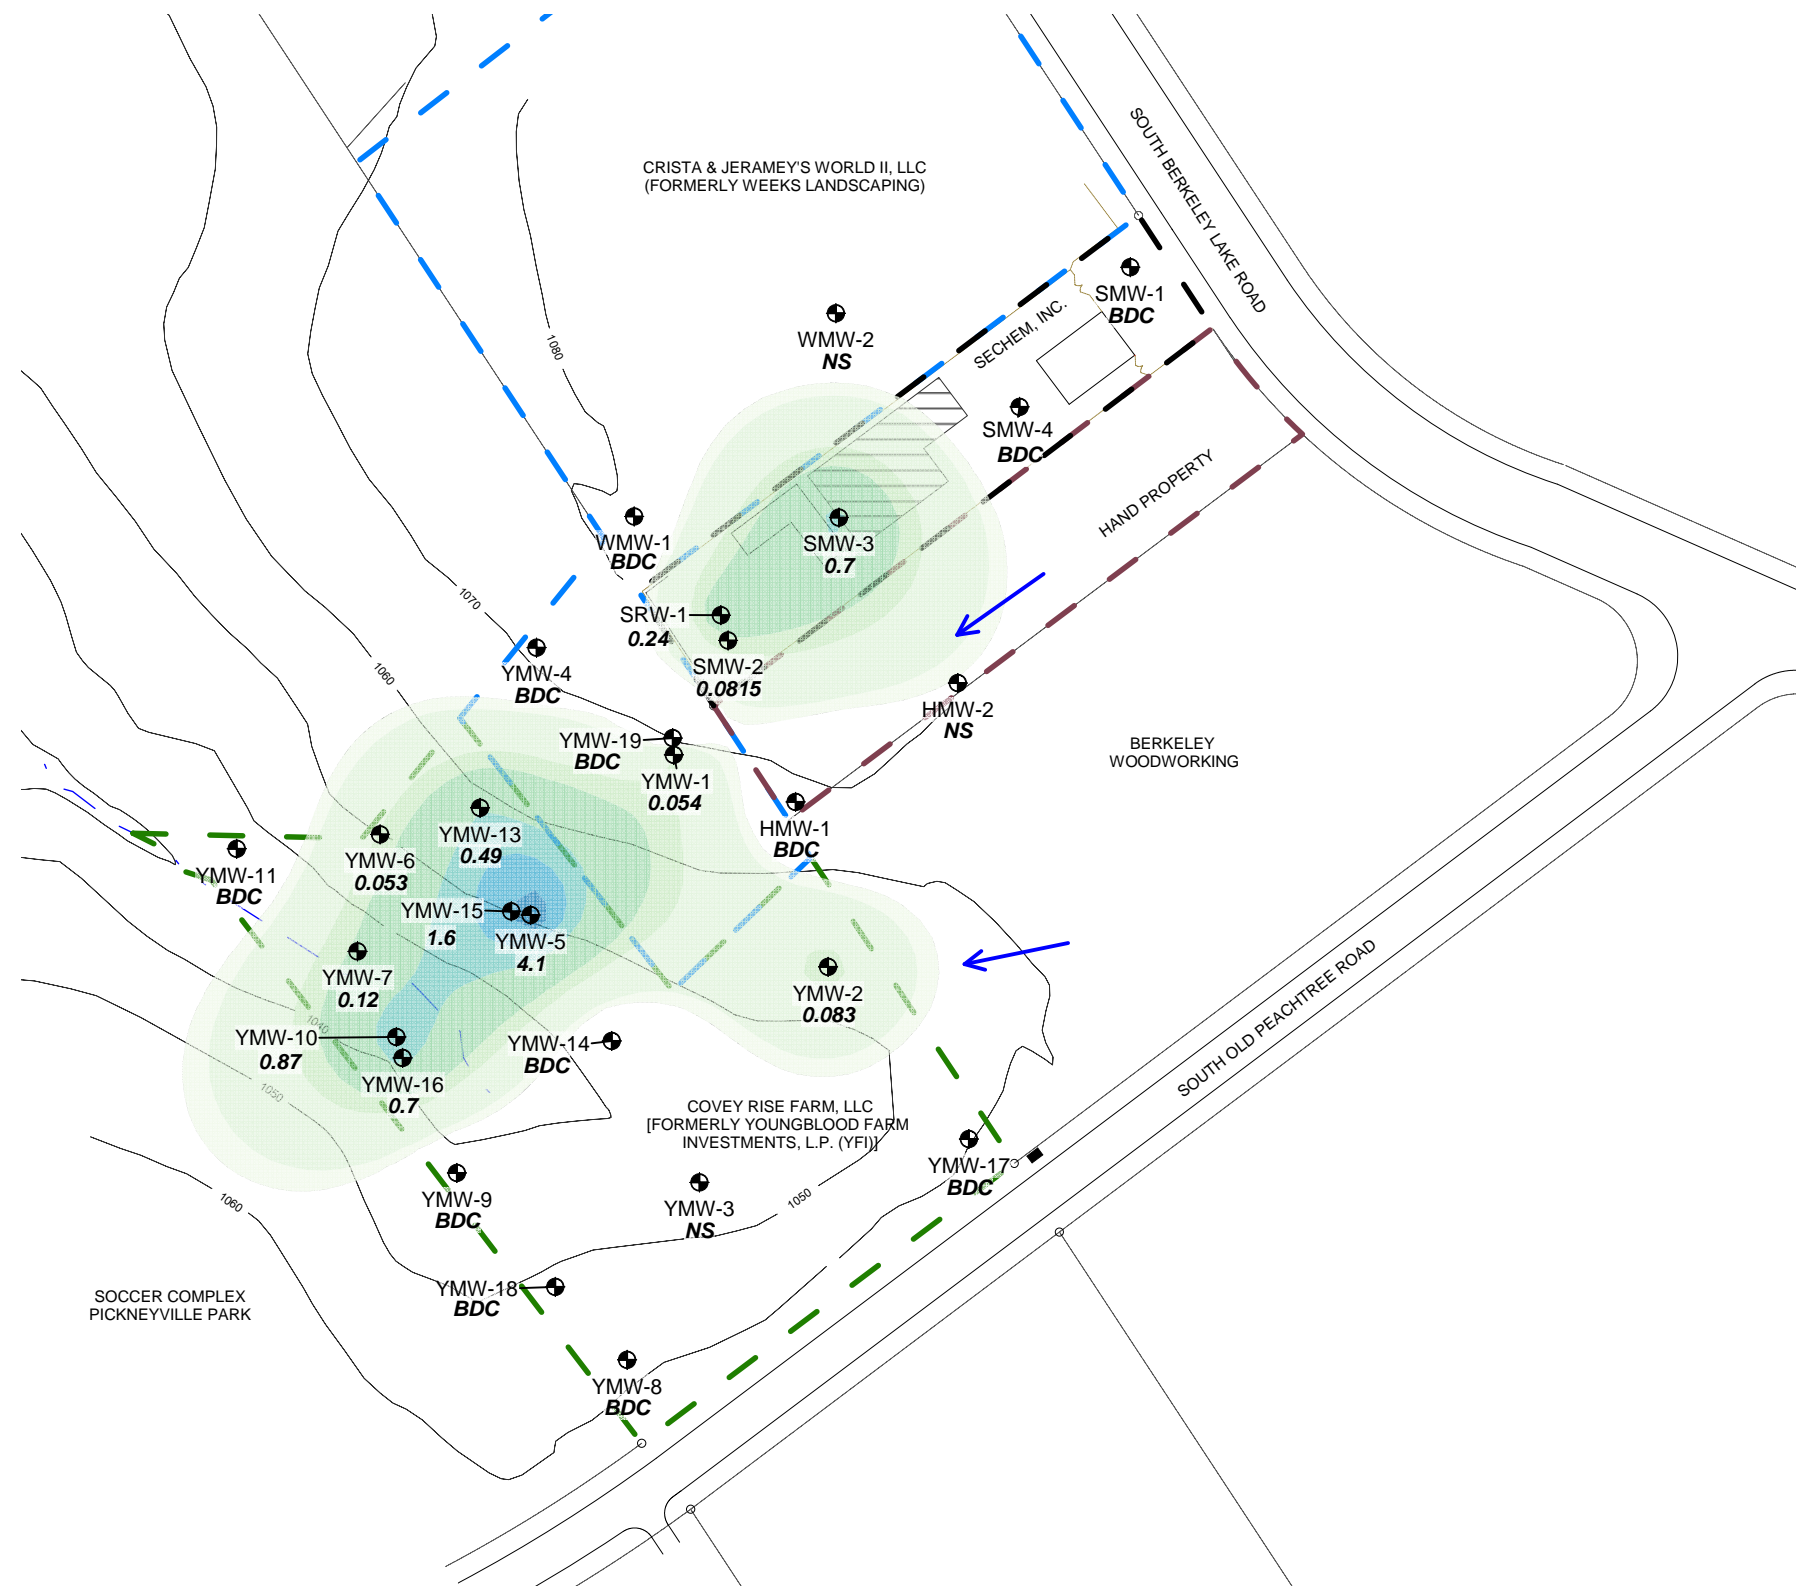 CRISTA & JERAMEY'S WORLD II, LLC
(FORMERLY WEEKS LANDSCAPING)
SOUTH BERKELEY LAKE ROAD
SMW-1
BDC
WMW-2
NS
SECHEM, INC.
1080
SMW-4
BDC
HAND PROPERTY
WMW-1
BDC
SMW-3
0.7
1070
SRW-1
0.24
SMW-2
0.0815
YMW-4
BDC
1060
HMW-2
NS
YMW-19
BDC
YMW-1
0.054
BERKELEY
WOODWORKING
HMW-1
BDC
YMW-13
0.49
YMW-6
0.053
YMW-11
BDC
YMW-15
1.6
YMW-5
4.1
YMW-7
0.12
YMW-2
0.083
1040
YMW-10
0.87
YMW-14
BDC
YMW-16
0.7
1050
SOUTH OLD PEACHTREE ROAD
COVEY RISE FARM, LLC
[FORMERLY YOUNGBLOOD FARM
INVESTMENTS, L.P. (YFI)]
YMW-17
BDC
YMW-9
BDC
YMW-3
NS
1050
1060
YMW-18
BDC
SOCCER COMPLEX
PICKNEYVILLE PARK
YMW-8
BDC